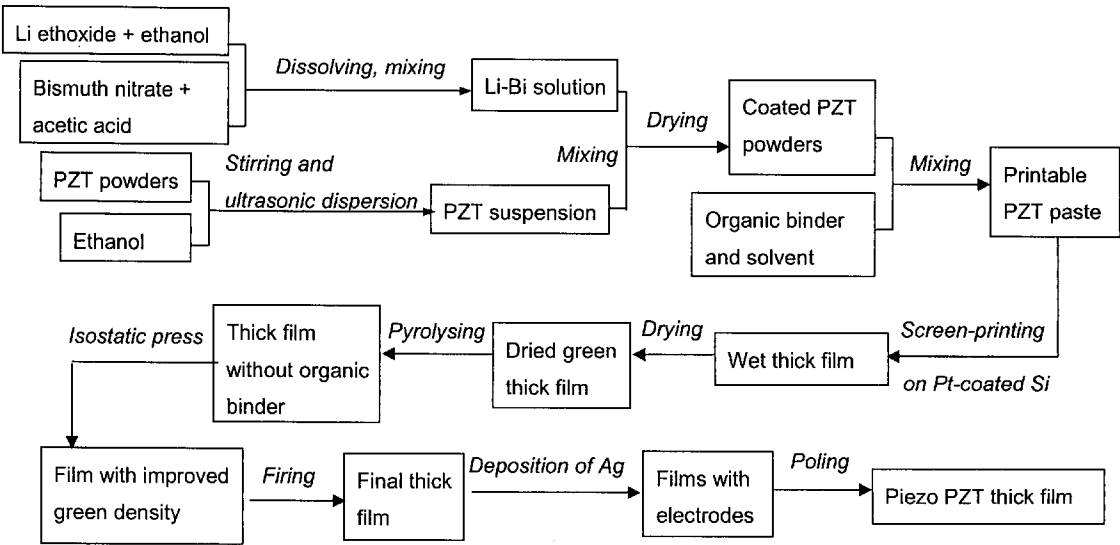 Li ethoxide + ethanol
Bismuth nitrate +
acetic acid
Dissolving, mixing
Li-Bi solution
PZT powders
Ethanol
Stirring and
ultrasonic dispersion
PZT suspension
Mixing
Drying
Coated PZT
powders
Organic binder
and solvent
Mixing
Printable
PZT paste
Screen-printing
on Pt-coated Si
Wet thick film
Drying
Dried green
thick film
Pyrolysing
Thick film
without organic
binder
Isostatic press
Film with improved
green density
Firing
Final thick
film
Deposition of Ag
Films with
electrodes
Poling
Piezo PZT thick film